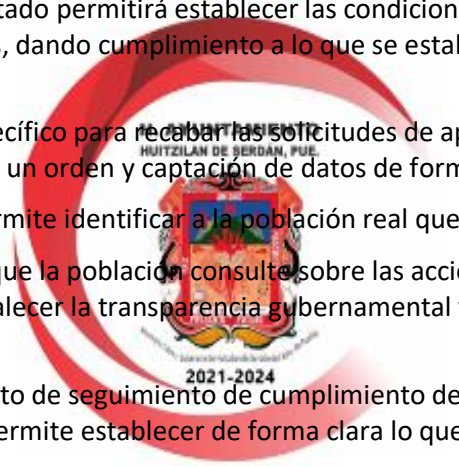 tado permitirá establecer las condicion
s, dando cumplimiento a lo que se estal
ecífico para recabar las solicitudes de ap
H. AYUNTAMIENTO
HUITZILAN DE SERDÁN, PUE.
un orden y captación de datos de form
rmite identificar a la población real que
que la población consulte sobre las accio
alecer la transparencia gubernamental
2021-2024
to de seguimiento de cumplimiento de
ermite establecer de forma clara lo que